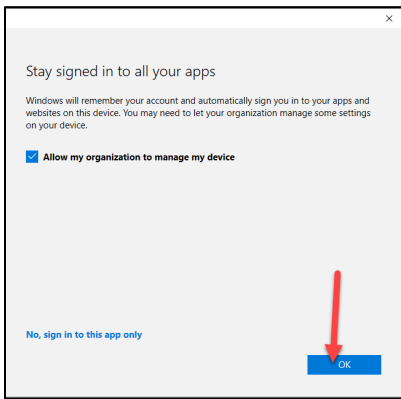 Stay signed in to all your apps
Windows will remember your account and automatically sign you in to your apps and
websites on this device. You may need to let your organization manage some settings
on your device.
Allow my organization to manage my device
No, sign in to this app only
OK